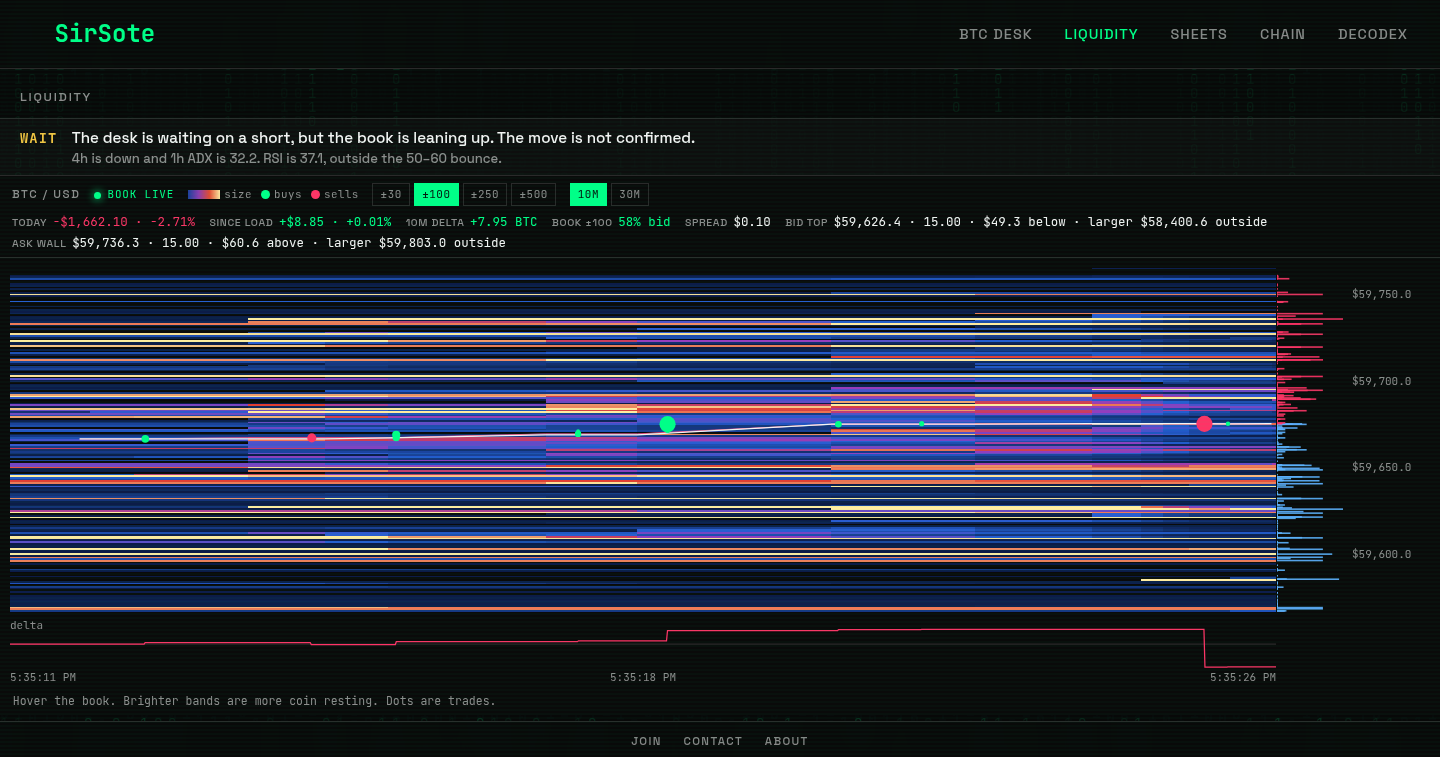 SirSote
BTC DESK LIQUIDITY SHEETS CHAIN DECODEX
LIQUIDITY
WAIT The desk is waiting on a short, but the book is leaning up. The move is not confirmed.
4h is down and 1h ADX is 32.2. RSI is 37.1, outside the 50–60 bounce.
BTC / USD BOOK LIVE size buys sells ±30 ±100 ±250 ±500 10M 30M
TODAY -$1,662.10 · -2.71% SINCE LOAD +$8.85 · +0.01% 10M DELTA +7.95 BTC BOOK ±100 58% bid SPREAD $0.10 BID TOP $59,626.4 · 15.00 · $49.3 below · larger $58,400.6 outside
ASK WALL $59,736.3 · 15.00 · $60.6 above · larger $59,803.0 outside
$59,750.0
$59,700.0
$59,650.0
$59,600.0
delta
5:35:11 PM 5:35:18 PM 5:35:26 PM
Hover the book. Brighter bands are more coin resting. Dots are trades.
JOIN CONTACT ABOUT